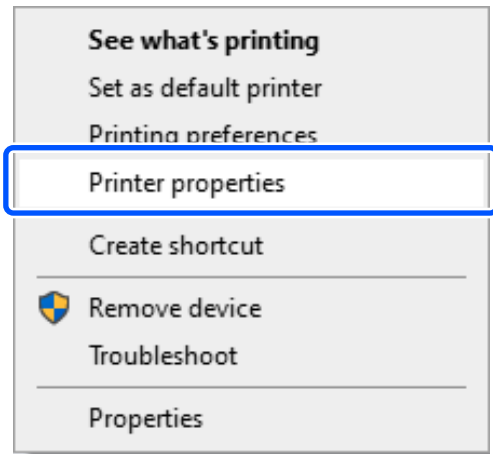 See what's printing
Set as default printer
Printing preferences
Printer properties
Create shortcut
Remove device
Troubleshoot
Properties